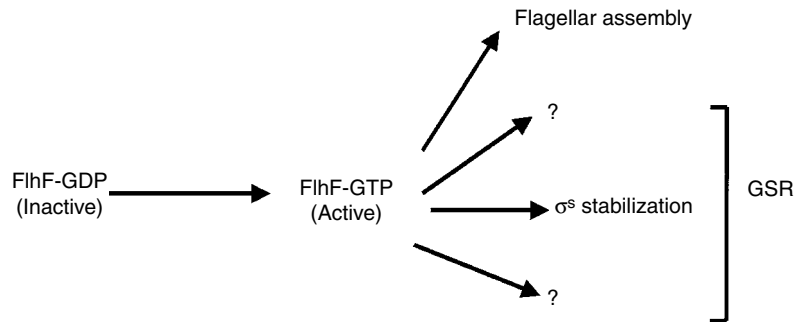 Flagellar assembly
?
FlhF-GDP
(Inactive)
FlhF-GTP
(Active)
σˢ stabilization
GSR
?